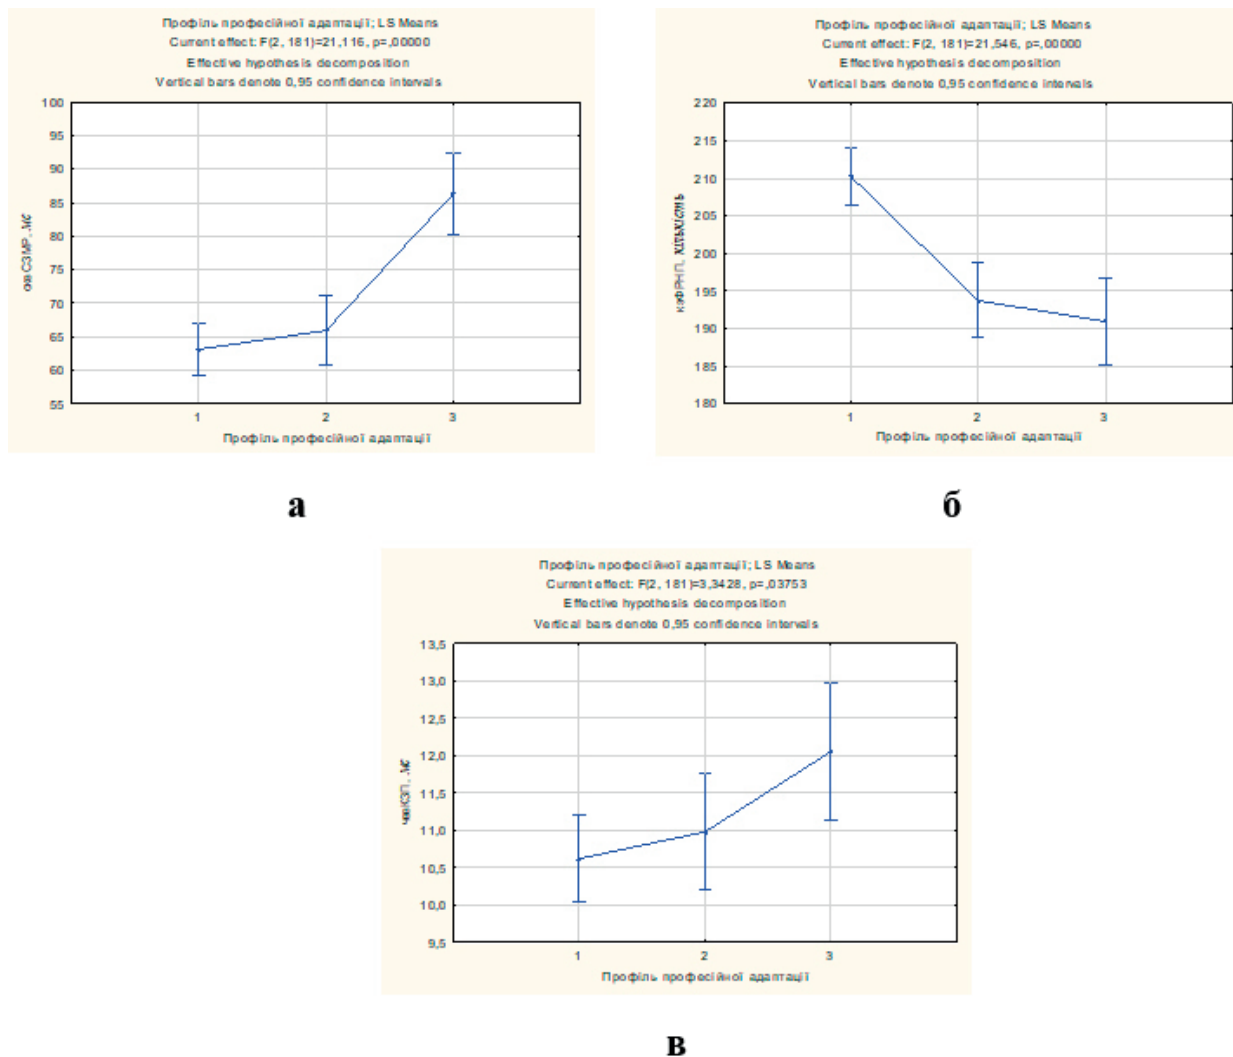 Профіль професійної адаптації; LS Means
Current effect: F(2, 181)=21,116, p=,00000
Effective hypothesis decomposition
Vertical bars denote 0,95 confidence intervals
100
95
90
85
80
75
70
65
60
55
мс
1 2 3
Профіль професійної адаптації
а
Профіль професійної адаптації; LS Means
Current effect: F(2, 181)=21,546, p=,00000
Effective hypothesis decomposition
Vertical bars denote 0,95 confidence intervals
220
215
210
205
200
195
190
185
180
кзФРНП, кількість
1 2 3
Профіль професійної адаптації
б
Профіль професійної адаптації; LS Means
Current effect: F(2, 181)=3,3428, p=,03753
Effective hypothesis decomposition
Vertical bars denote 0,95 confidence intervals
13,5
13,0
12,5
12,0
11,5
11,0
10,5
10,0
9,5
мс
1 2 3
Профіль професійної адаптації
в